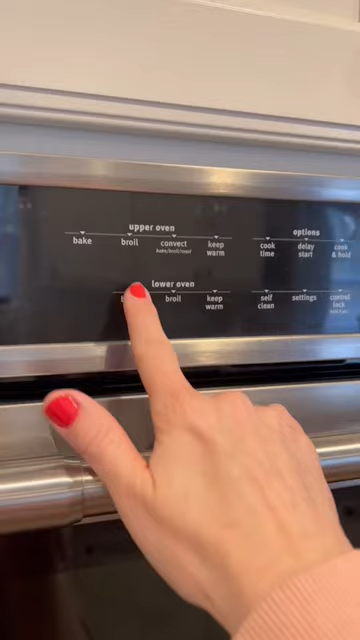 upper oven
bake broil convect keep warm
bake/broil/roast
options
cook time delay start cook & hold
lower oven
broil keep warm
self clean settings control lock